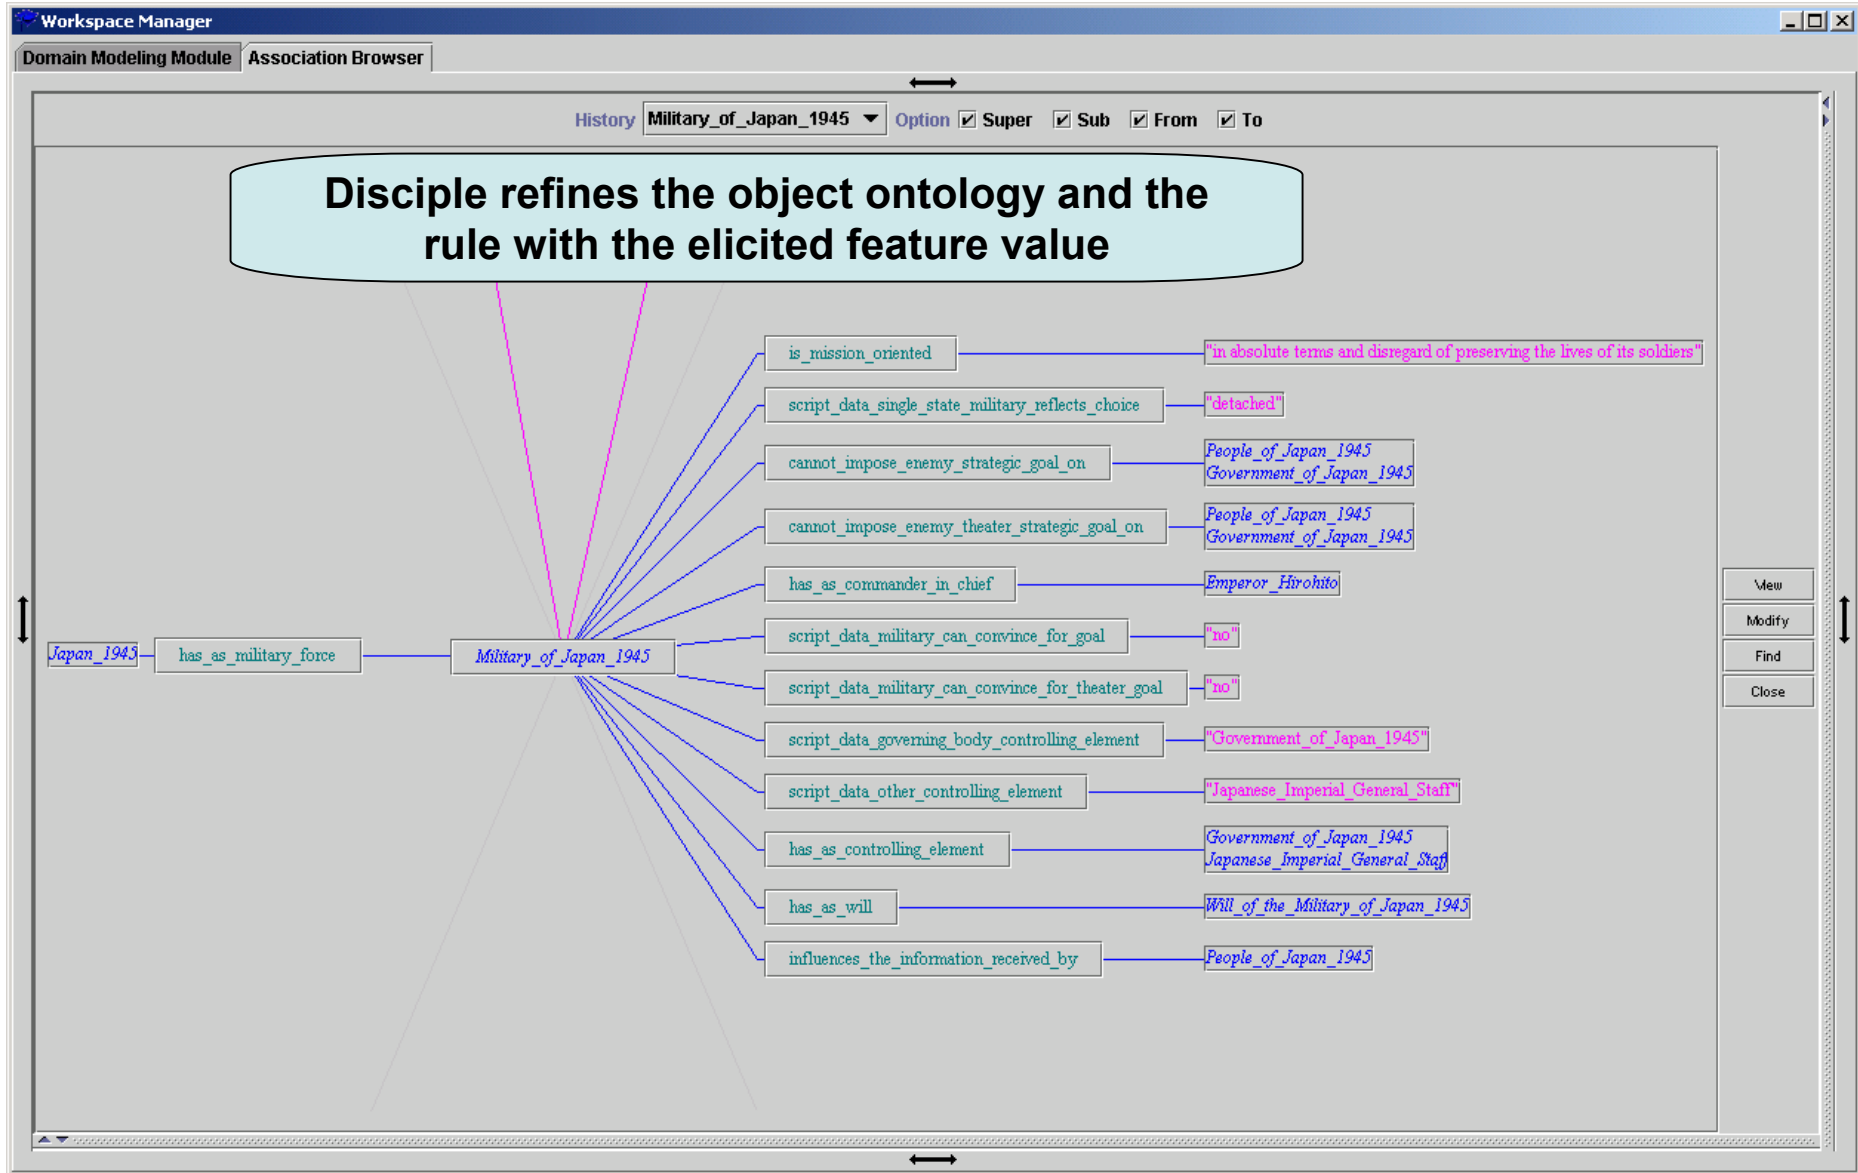 Workspace Manager
Domain Modeling Module Association Browser
History Military_of_Japan_1945 Option Super Sub From To
Disciple refines the object ontology and the
rule with the elicited feature value
is_mission_oriented "in absolute terms and disregard of preserving the lives of its soldiers"
script_data_single_state_military_reflects_choice "detached"
cannot_impose_enemy_strategic_goal_on People_of_Japan_1945
Government_of_Japan_1945
cannot_impose_enemy_theater_strategic_goal_on People_of_Japan_1945
Government_of_Japan_1945
has_as_commander_in_chief Emperor_Hirohito
script_data_military_can_convince_for_goal "no"
Japan_1945 has_as_military_force Military_of_Japan_1945
script_data_military_can_convince_for_theater_goal "no"
script_data_governing_body_controlling_element "Government_of_Japan_1945"
script_data_other_controlling_element "Japanese_Imperial_General_Staff"
has_as_controlling_element Government_of_Japan_1945
Japanese_Imperial_General_Staff
has_as_will Will_of_the_Military_of_Japan_1945
influences_the_information_received_by People_of_Japan_1945
View
Modify
Find
Close